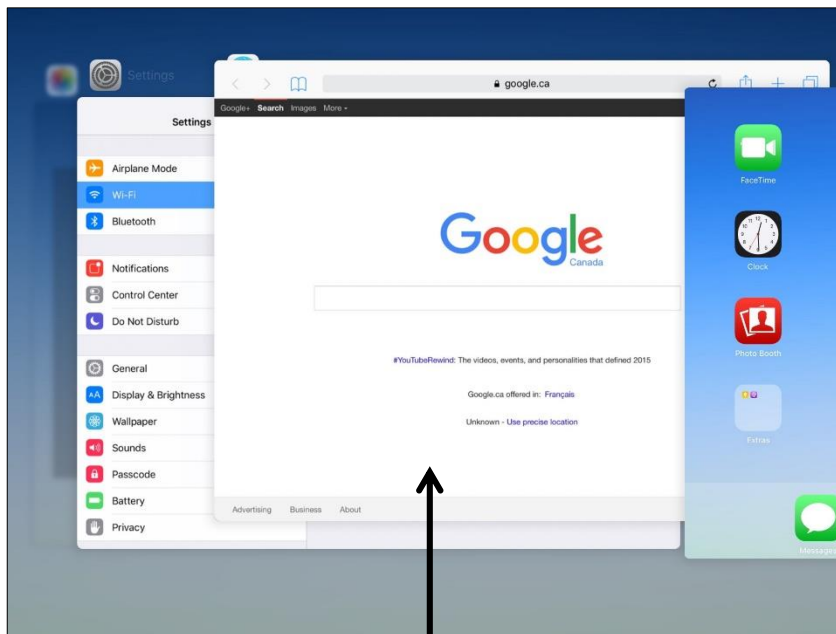 Settings
google.ca
Google+ Search Images More
Settings
Airplane Mode
Wi-Fi
Bluetooth
Notifications
Control Center
Do Not Disturb
General
Display & Brightness
Wallpaper
Sounds
Passcode
Battery
Privacy
Google
Canada
#YouTubeRewind: The videos, events, and personalities that defined 2015
Google.ca offered in: Français
Unknown - Use precise location
Advertising Business About
FaceTime
Clock
Photo Booth
Extras
Messages